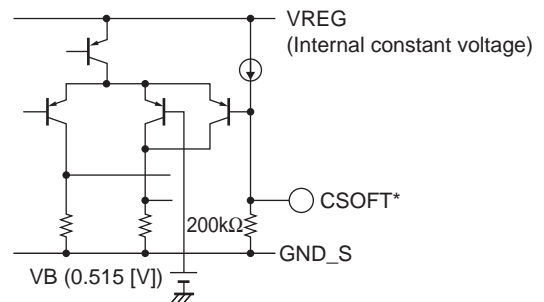 VREG
(Internal constant voltage)
CSOFT*
200kΩ
GND_S
VB (0.515 [V])